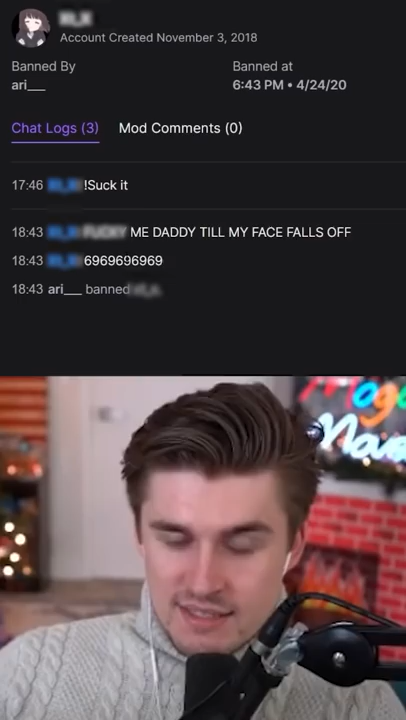 Account Created November 3, 2018
Banned By
Banned at
ari___
6:43 PM • 4/24/20
Chat Logs (3)
Mod Comments (0)
17:46 !Suck it
18:43 ME DADDY TILL MY FACE FALLS OFF
18:43 6969696969
18:43 ari___ banned